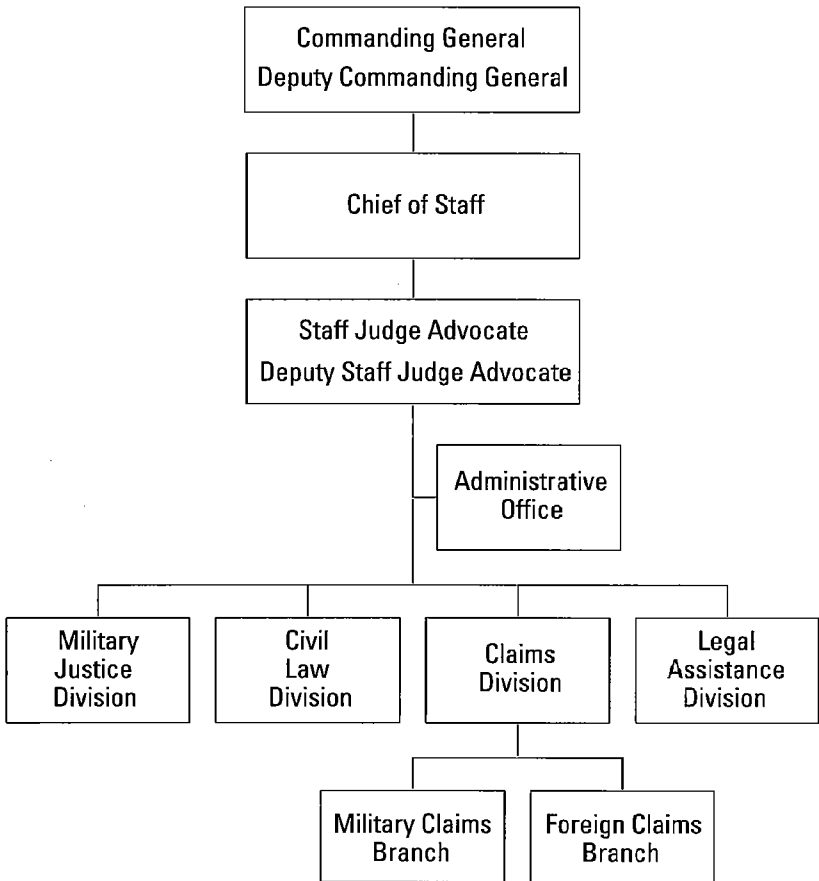 Commanding General
Deputy Commanding General
Chief of Staff
Staff Judge Advocate
Deputy Staff Judge Advocate
Administrative
Office
Military
Justice
Division
Civil
Law
Division
Claims
Division
Legal
Assistance
Division
Military Claims
Branch
Foreign Claims
Branch